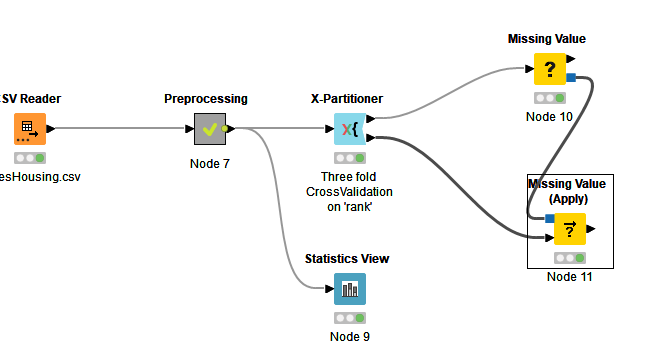 Missing Value
SV Reader
Preprocessing
X-Partitioner
?
X{
Node 10
Node 7
esHousing.csv
Three fold
CrossValidation
on 'rank'
Missing Value
(Apply)
?
Statistics View
Node 11
Node 9